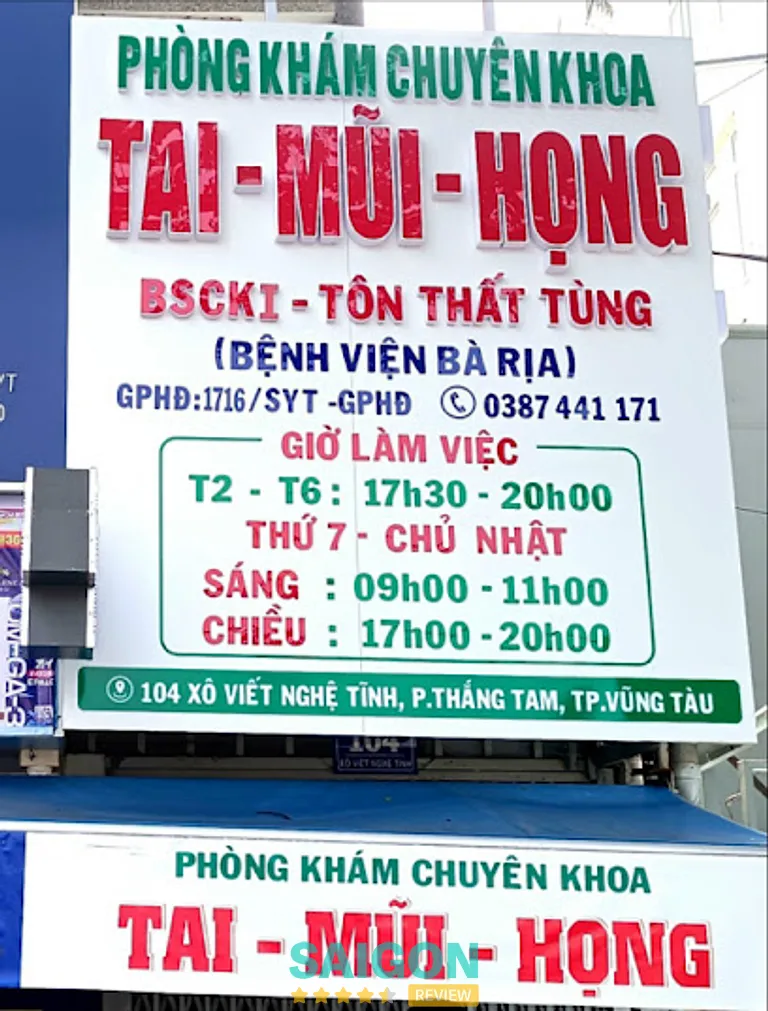 PHÒNG KHÁM CHUYÊN KHOA
TAI - MŨI - HỌNG
BSCKI - TÔN THẤT TÙNG
(BỆNH VIỆN BÀ RỊA)
GPHĐ:1716/SYT -GPHĐ 0387 441 171
GIỜ LÀM VIỆC
T2 - T6 : 17h30 - 20h00
THỨ 7 - CHỦ NHẬT
SÁNG : 09h00 - 11h00
CHIỀU : 17h00 - 20h00
104 XÔ VIẾT NGHỆ TĨNH, P.THẮNG TAM, TP.VŨNG TÀU
104
XÔ VIẾT NGHỆ TĨNH
PHÒNG KHÁM CHUYÊN KHOA
TAI - MŨI - HỌNG
SAIGON
REVIEW